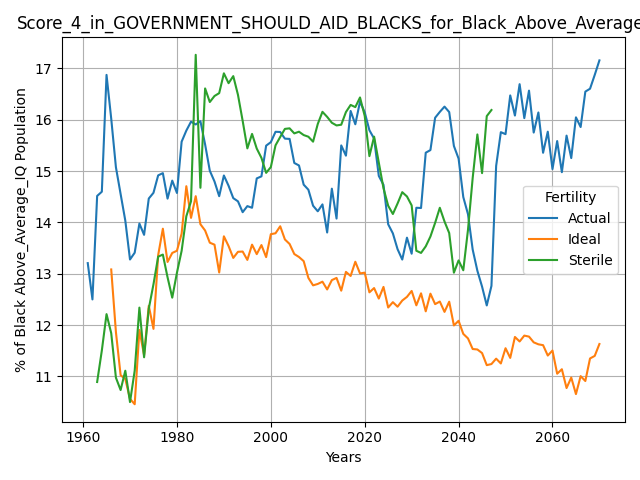 Score_4_in_GOVERNMENT_SHOULD_AID_BLACKS_for_Black_Above_Average
% of Black Above_Average_IQ Population
17
16
15
14
13
12
11
Fertility
Actual
Ideal
Sterile
1960 1980 2000 2020 2040 2060
Years